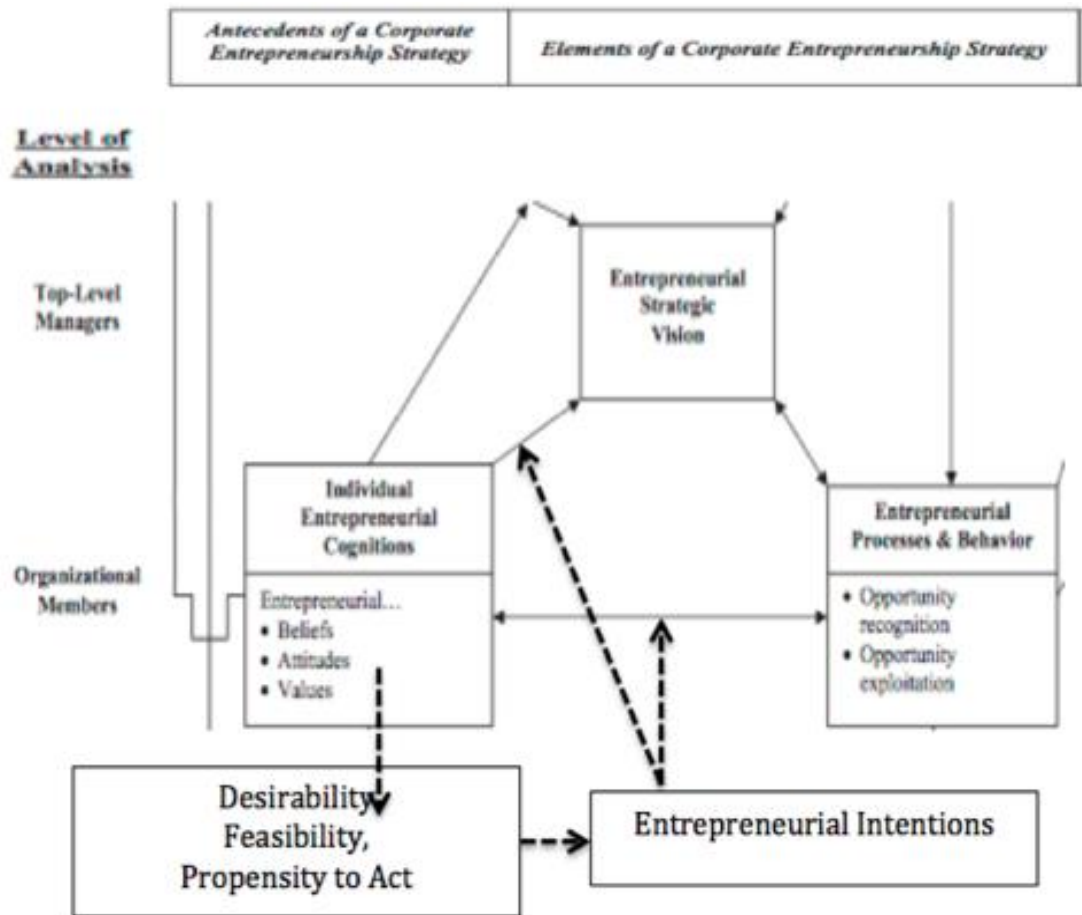 Antecedents of a Corporate
Entrepreneurship Strategy
Elements of a Corporate Entrepreneurship Strategy
Level of
Analysis
Top-Level
Managers
Entrepreneurial
Strategic
Vision
Individual
Entrepreneurial
Cognitions
Entrepreneurial
Processes & Behavior
Organizational
Members
Entrepreneurial...
• Beliefs
• Attitudes
• Values
• Opportunity
recognition
• Opportunity
exploitation
Desirability,
Feasibility,
Propensity to Act
Entrepreneurial Intentions